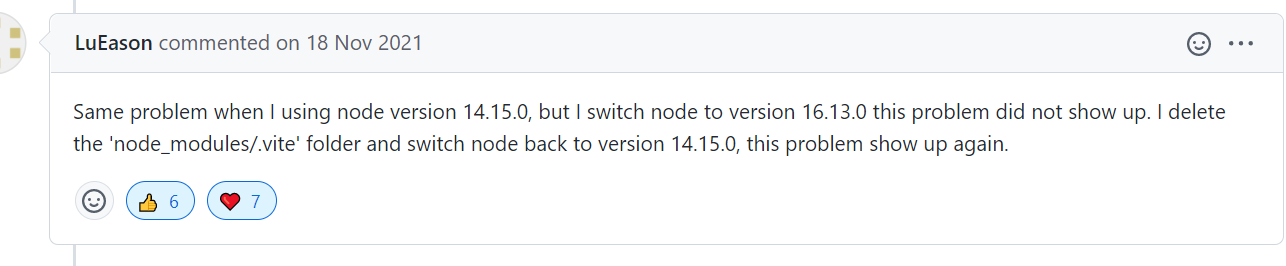 LuEason commented on 18 Nov 2021
Same problem when I using node version 14.15.0, but I switch node to version 16.13.0 this problem did not show up. I delete
the 'node_modules/.vite' folder and switch node back to version 14.15.0, this problem show up again.
6 7